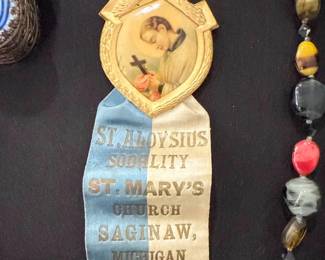 ST. ALOYSIUS
SODALITY
ST. MARY'S
CHURCH
SAGINAW,
MICHIGAN